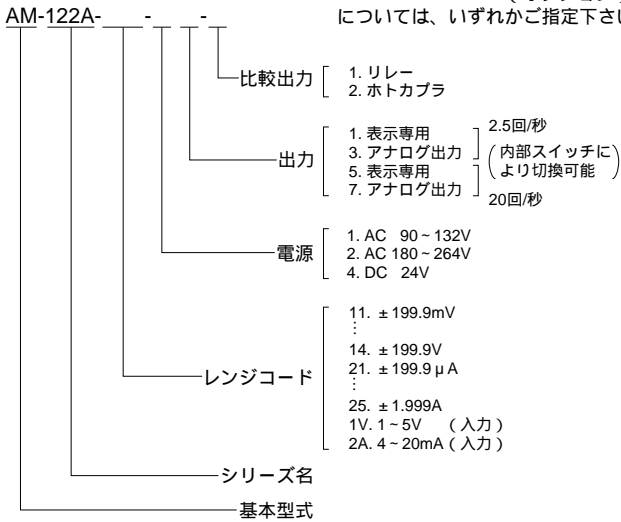 AM-122A- - -
については、いずれかご指定下さい
比較出力
1. リレー
2. ホトカプラ
出力
1. 表示専用
3. アナログ出力
5. 表示専用
7. アナログ出力
2.5回/秒
(内部スイッチに
より切換可能)
20回/秒
電源
1. AC 90~132V
2. AC 180~264V
4. DC 24V
レンジコード
11. ±199.9mV
⋮
14. ±199.9V
21. ±199.9μA
⋮
25. ±1.999A
1V. 1~5V (入力)
2A. 4~20mA(入力)
シリーズ名
基本型式